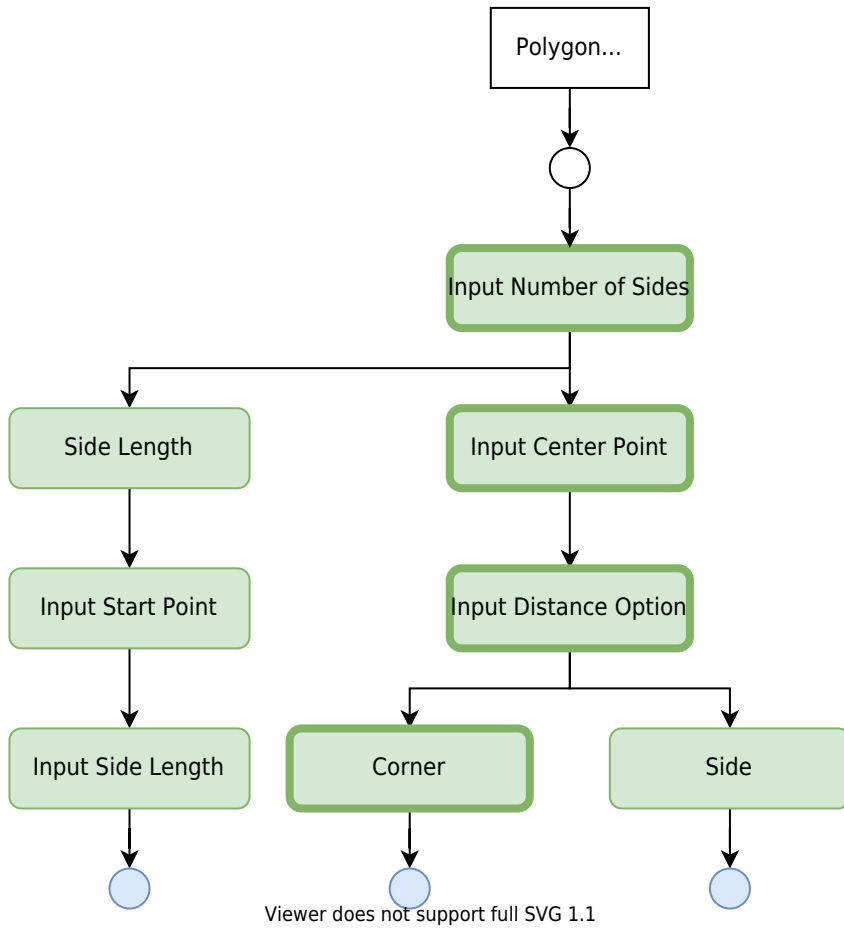 Polygon...
Input Number of Sides
Side Length
Input Center Point
Input Start Point
Input Distance Option
Input Side Length
Corner
Side
Viewer does not support full SVG 1.1